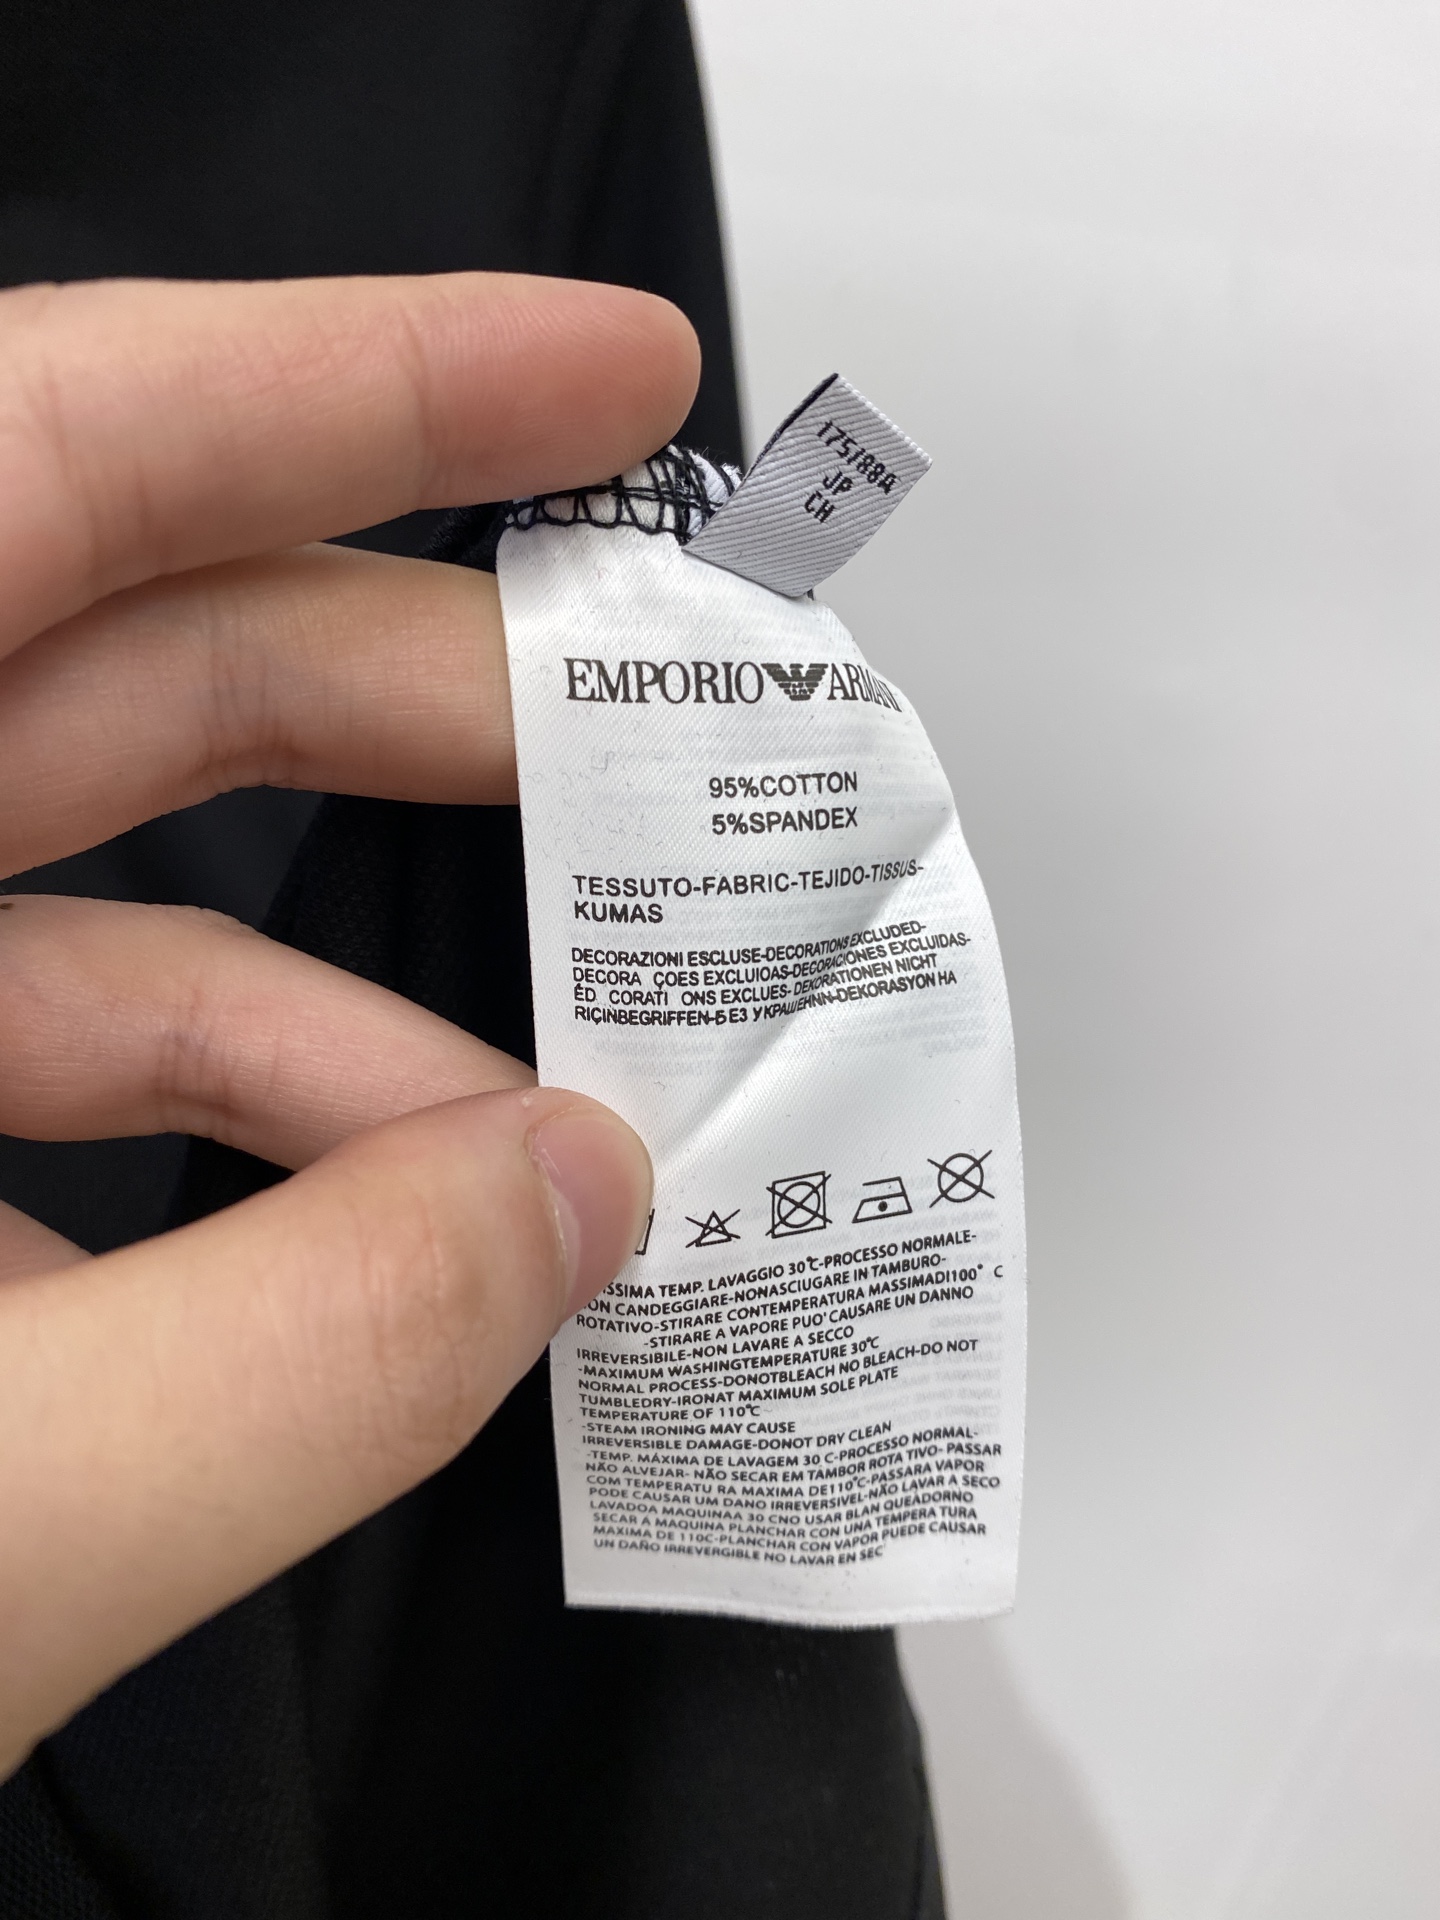 175/88A
JP
CH
EMPORIO ARMANI
95%COTTON
5%SPANDEX
TESSUTO-FABRIC-TEJIDO-TISSUS-
KUMAS
DECORAZIONI ESCLUSE-DECORATIONS EXCLUDED-
DECORA ÇOES EXCLUIOAS-DECORACIONES EXCLUIDAS-
ÉD CORATI ONS EXCLUES- DEKORATIONEN NICHT
RIÇINBEGRIFFEN-Б ЕЗ УКРАШЕННN-DEKORASYON HA
SSIMA TEMP. LAVAGGIO 30℃-PROCESSO NORMALE-
ON CANDEGGIARE-NONASCIUGARE IN TAMBURO-
ROTATIVO-STIRARE CONTEMPERATURA MASSIMADI100° C
-STIRARE A VAPORE PUO' CAUSARE UN DANNO
IRREVERSIBILE-NON LAVARE A SECCO
-MAXIMUM WASHINGTEMPERATURE 30℃
NORMAL PROCESS-DONOTBLEACH NO BLEACH-DO NOT
TUMBLEDRY-IRONAT MAXIMUM SOLE PLATE
TEMPERATURE OF 110℃
-STEAM IRONING MAY CAUSE
IRREVERSIBLE DAMAGE-DONOT DRY CLEAN
-TEMP. MÁXIMA DE LAVAGEM 30 C-PROCESSO NORMAL-
NÃO ALVEJAR- NÃO SECAR EM TAMBOR ROTA TIVO- PASSAR
COM TEMPERATU RA MAXIMA DE110℃-PASSARA VAPOR
PODE CAUSAR UM DANO IRREVERSIVEL-NÃO LAVAR A SECO
LAVADOA MAQUINAA 30 CNO USAR BLAN QUEADORNO
SECAR A MAQUINA PLANCHAR CON UNA TEMPERA TURA
MAXIMA DE 110C-PLANCHAR CON VAPOR PUEDE CAUSAR
UN DAÑO IRREVERGIBLE NO LAVAR EN SEC